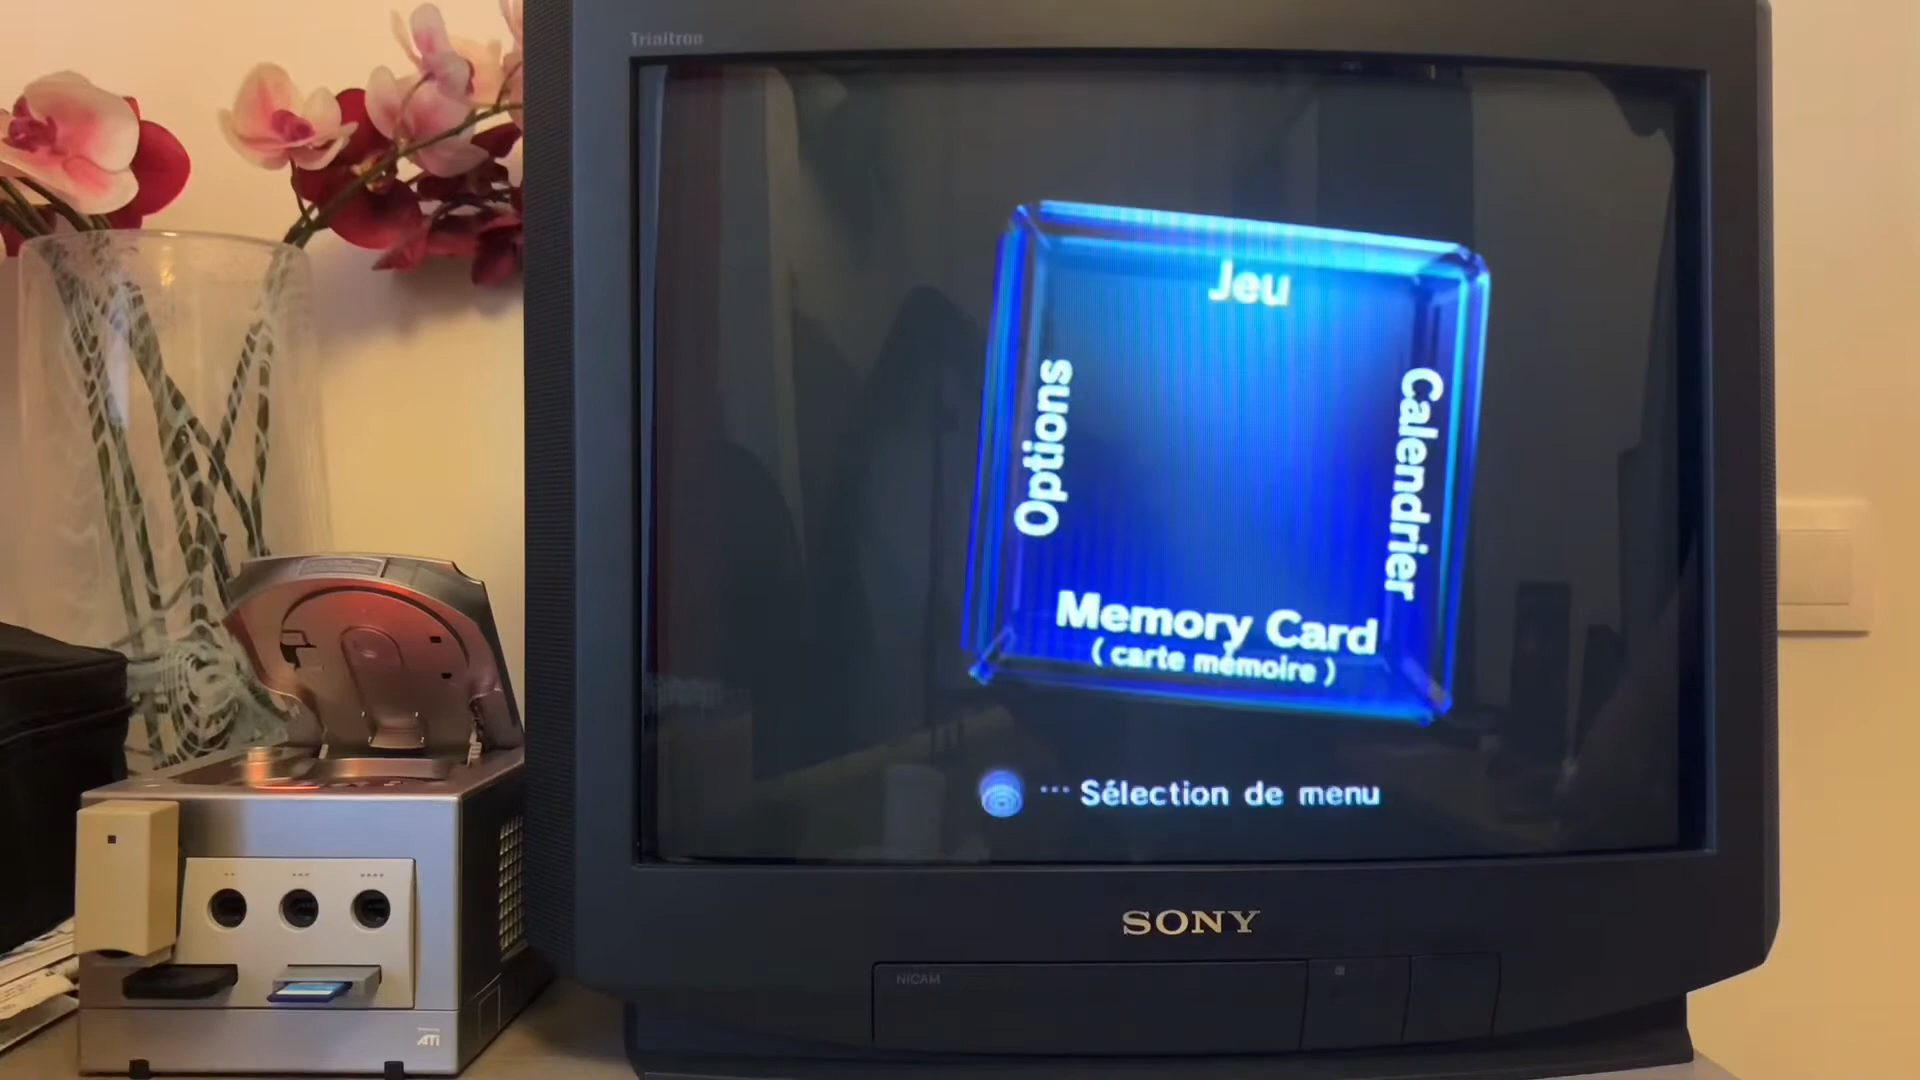 Trinitron
Jeu
Options
Calendrier
Memory Card
( carte mémoire )
··· Sélection de menu
SONY
NICAM
ATi